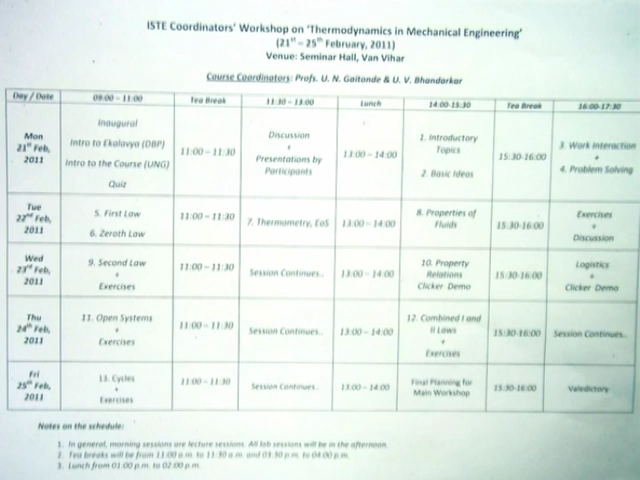 ISTE Coordinators' Workshop on 'Thermodynamics in Mechanical Engineering'
(21st – 25th February, 2011)
Venue: Seminar Hall, Van Vihar
Course Coordinators: Profs. U. N. Gaitonde & U. V. Bhandarkar
Day / Date 09:00 – 11:00 Tea Break 11:30 – 13:00 Lunch 14:00-15:30 Tea Break 16:00-17:30
Mon
21st Feb,
2011
Inaugural
Intro to Ekalavya (DBP)
Intro to the Course (UNG)
Quiz
11:00 – 11:30
Discussion
+
Presentations by
Participants
13:00 – 14:00
1. Introductory
Topics
2. Basic Ideas
15:30-16:00
3. Work Interaction
+
4. Problem Solving
Tue
22nd Feb,
2011
5. First Law
6. Zeroth Law
11:00 – 11:30
7. Thermometry, EoS
13:00 – 14:00
8. Properties of
Fluids
15:30-16:00
Exercises
+
Discussion
Wed
23rd Feb,
2011
9. Second Law
+
Exercises
11:00 – 11:30
Session Continues..
13:00 – 14:00
10. Property
Relations
Clicker Demo
15:30-16:00
Logistics
+
Clicker Demo
Thu
24th Feb,
2011
11. Open Systems
+
Exercises
11:00 – 11:30
Session Continues..
13:00 – 14:00
12. Combined I and
II Laws
+
Exercises
15:30-16:00
Session Continues..
Fri
25th Feb,
2011
13. Cycles
+
Exercises
11:00 – 11:30
Session Continues..
13:00 – 14:00
Final Planning for
Main Workshop
15:30-16:00
Valedictory
Notes on the schedule:
1. In general, morning sessions are lecture sessions. All lab sessions will be in the afternoon.
2. Tea breaks will be from 11:00 a.m. to 11:30 a.m. and 03:30 p.m. to 04:00 p.m.
3. Lunch from 01:00 p.m. to 02:00 p.m.